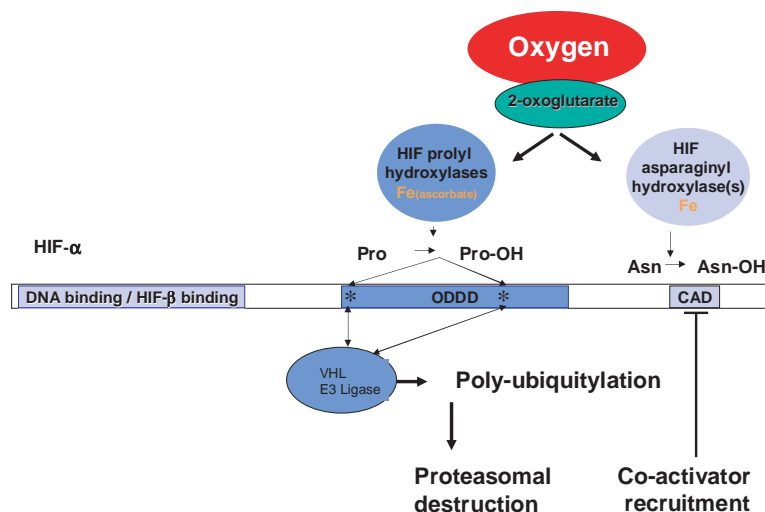 Oxygen
2-oxoglutarate
HIF prolyl
hydroxylases
Fe(ascorbate)
HIF
asparaginyl
hydroxylase(s)
Fe
HIF-α
Pro
Pro-OH
Asn
Asn-OH
DNA binding / HIF-β binding
*
ODDD
*
CAD
VHL
E3 Ligase
Poly-ubiquitylation
Proteasomal
destruction
Co-activator
recruitment